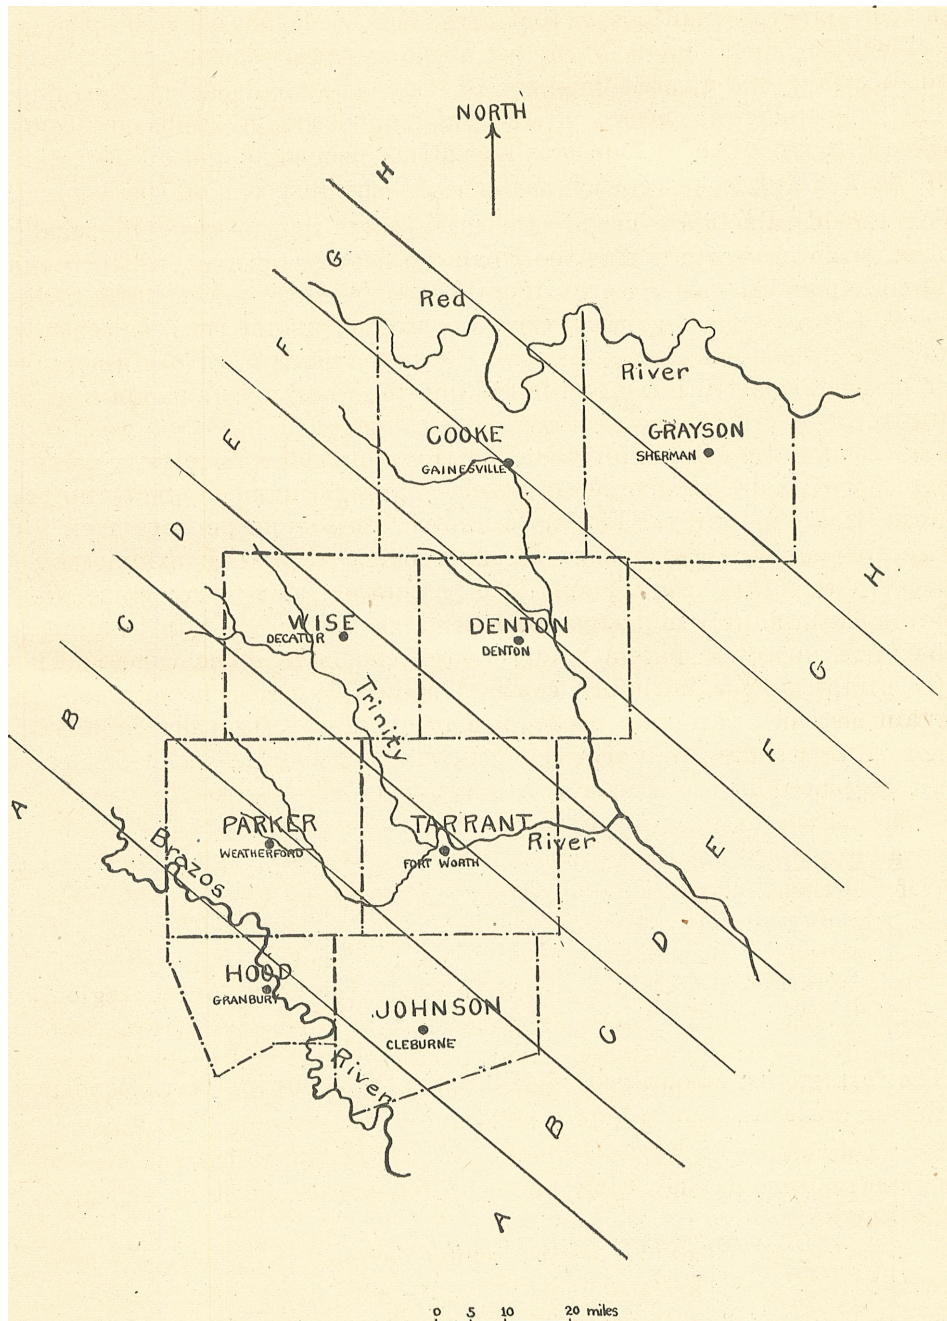 NORTH
H
G
Red
F
River
COOKE
GRAYSON
E
SHERMAN
GAINESVILLE
D
H
C
WISE
DENTON
DECATUR
DENTON
G
Trinity
B
F
A
PARKER
TARRANT
Brazos
River
WEATHERFORD
FORT WORTH
E
D
HOOD
GRANBURY
JOHNSON
C
CLEBURNE
River
B
A
0 5 10 20 miles